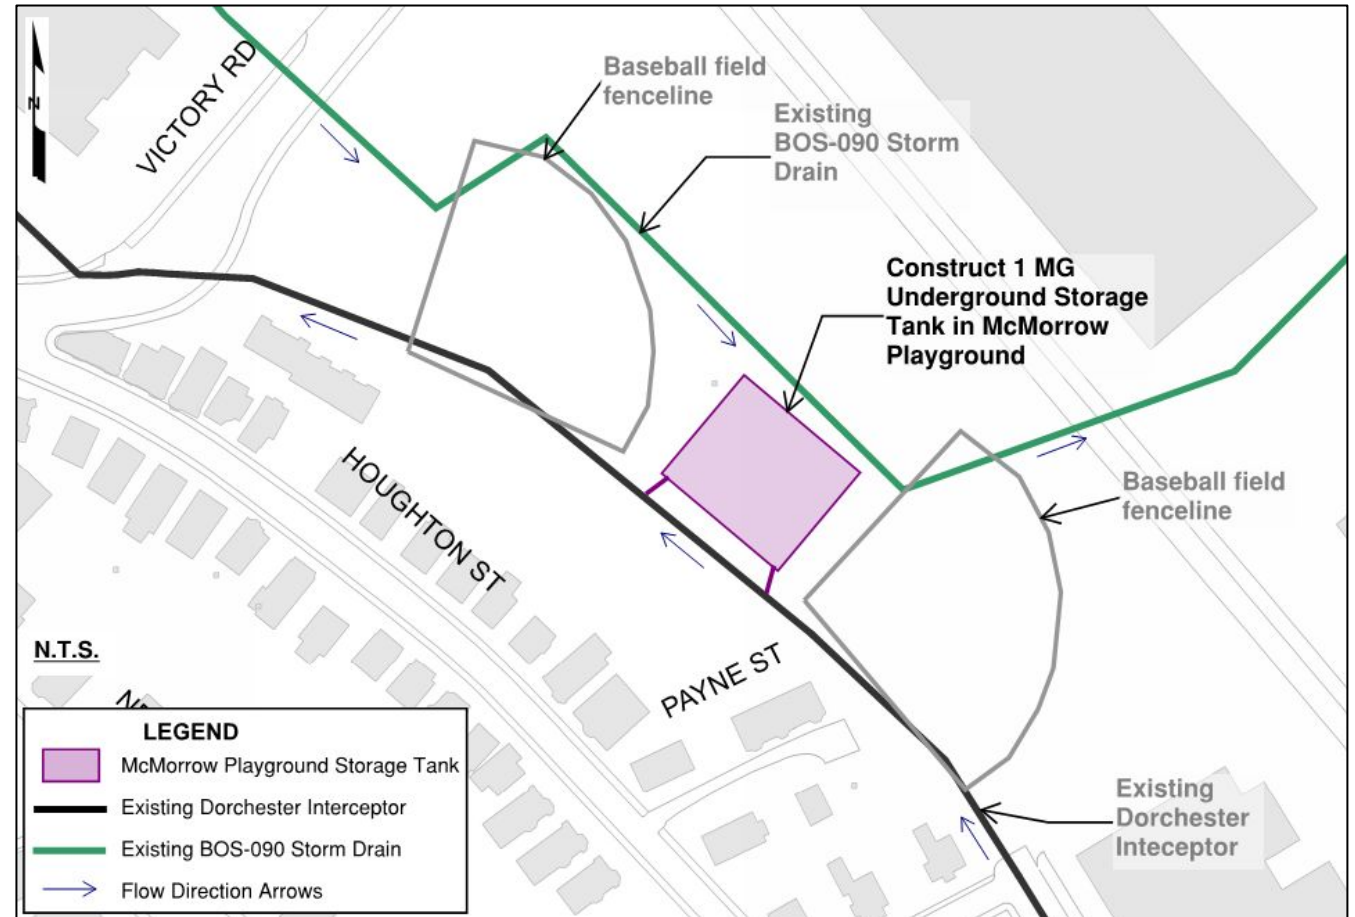 N
VICTORY RD
Baseball field
fenceline
Existing
BOS-090 Storm
Drain
Construct 1 MG
Underground Storage
Tank in McMorrow
Playground
HOUGHTON ST
Baseball field
fenceline
PAYNE ST
N.T.S.
Existing
Dorchester
Inteceptor
LEGEND
McMorrow Playground Storage Tank
Existing Dorchester Interceptor
Existing BOS-090 Storm Drain
Flow Direction Arrows